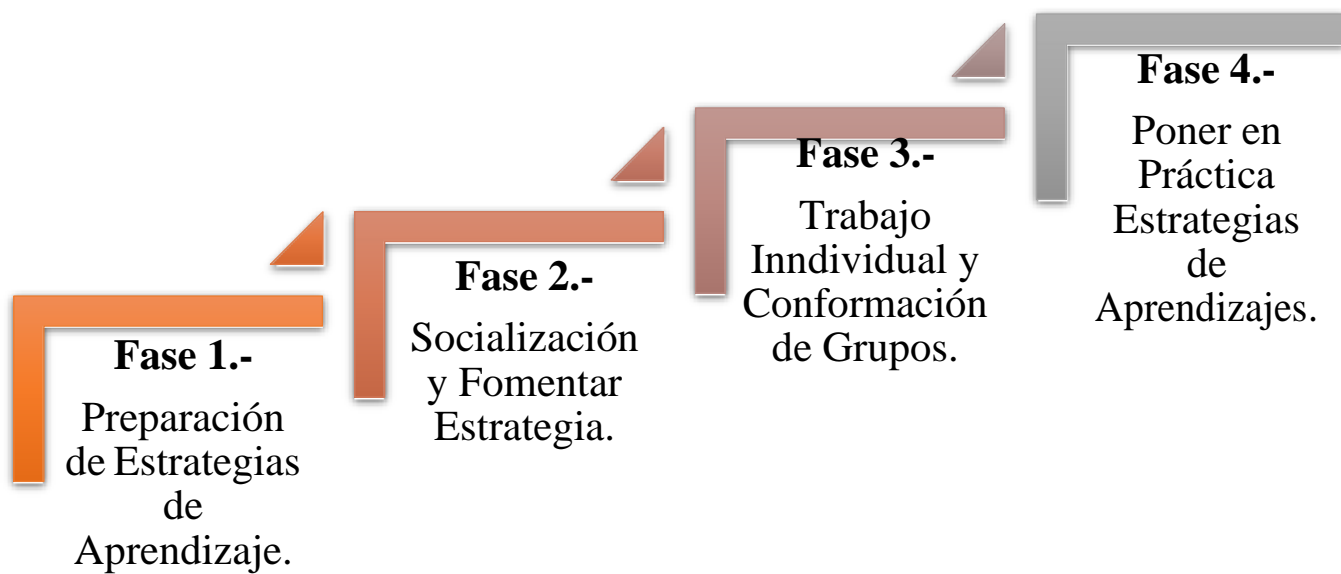 Fase 1.-
Preparación
de Estrategias
de
Aprendizaje.
Fase 2.-
Socialización
y Fomentar
Estrategia.
Fase 3.-
Trabajo
Inndividual y
Conformación
de Grupos.
Fase 4.-
Poner en
Práctica
Estrategias
de
Aprendizajes.